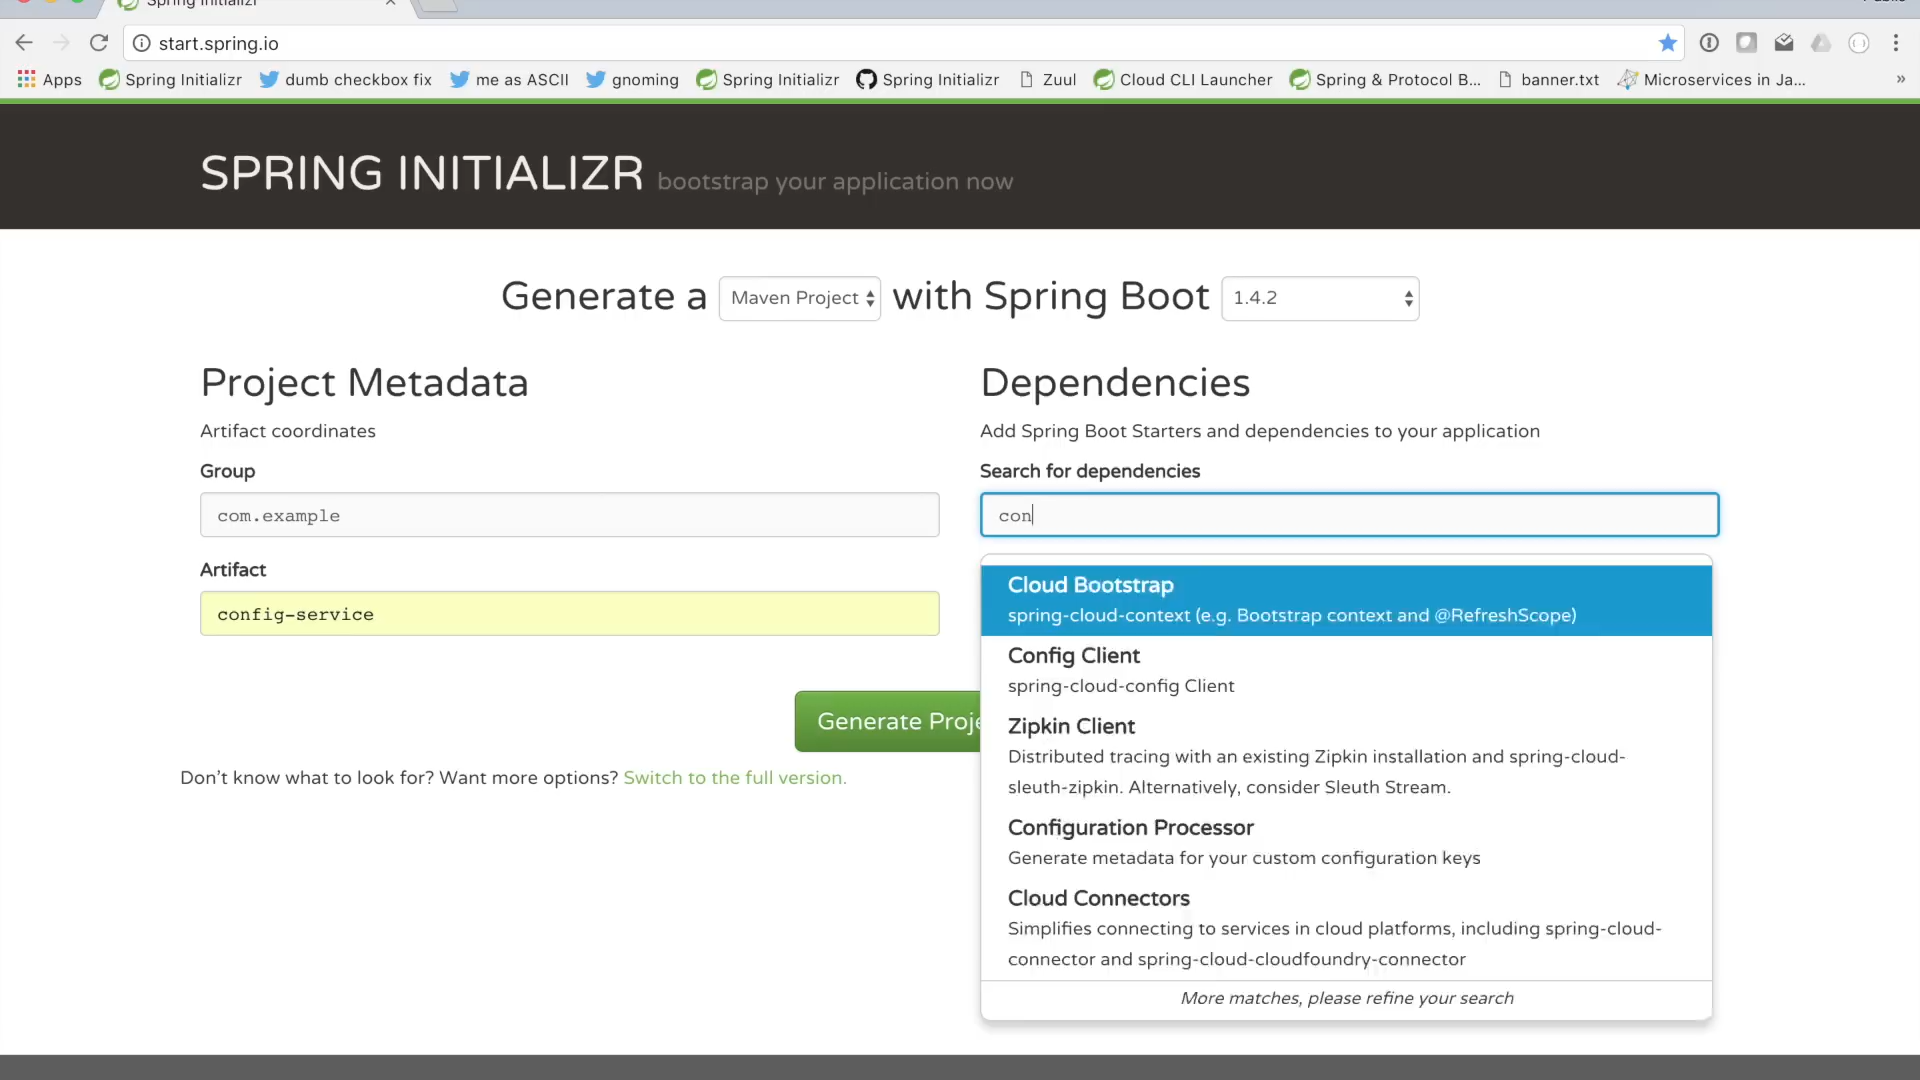 Spring Initializr
start.spring.io
Apps Spring Initializr dumb checkbox fix me as ASCII gnoming Spring Initializr Spring Initializr Zuul Cloud CLI Launcher Spring & Protocol B... banner.txt Microservices in Ja... »
SPRING INITIALIZR bootstrap your application now
Generate a Maven Project with Spring Boot 1.4.2
Project Metadata
Artifact coordinates
Group
com.example
Artifact
config-service
Dependencies
Add Spring Boot Starters and dependencies to your application
Search for dependencies
con
Cloud Bootstrap
spring-cloud-context (e.g. Bootstrap context and @RefreshScope)
Config Client
spring-cloud-config Client
Zipkin Client
Distributed tracing with an existing Zipkin installation and spring-cloud-
sleuth-zipkin. Alternatively, consider Sleuth Stream.
Configuration Processor
Generate metadata for your custom configuration keys
Cloud Connectors
Simplifies connecting to services in cloud platforms, including spring-cloud-
connector and spring-cloud-cloudfoundry-connector
More matches, please refine your search
Generate Proje
Don't know what to look for? Want more options? Switch to the full version.